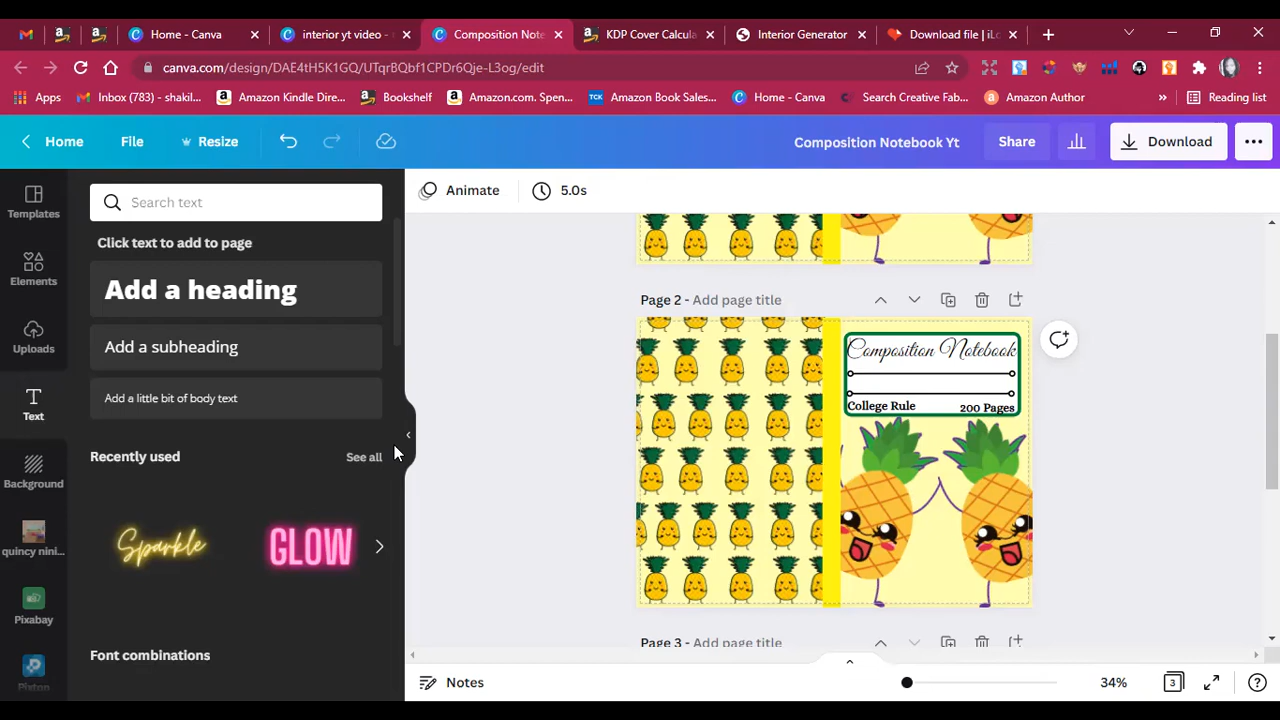 Home - Canva
interior yt video -
Composition Note
KDP Cover Calcula
Interior Generator
Download file | iLo
canva.com/design/DAE4tH5K1GQ/UTqrBQbf1CPDr6Qje-L3og/edit
Apps
Inbox (783) - shakil...
Amazon Kindle Dire...
Bookshelf
Amazon.com. Spen...
TCK
Amazon Book Sales...
Home - Canva
Search Creative Fab...
Amazon Author
»
Reading list
Home
File
Resize
Composition Notebook Yt
Share
Download
Templates
Elements
Uploads
Text
Background
quincy nini...
Pixabay
Pixton
Search text
Click text to add to page
Add a heading
Add a subheading
Add a little bit of body text
Recently used
See all
Sparkle
GLOW
Font combinations
Animate
5.0s
Page 2 - Add page title
Composition Notebook
College Rule
200 Pages
Page 3 - Add page title
Notes
34%
3